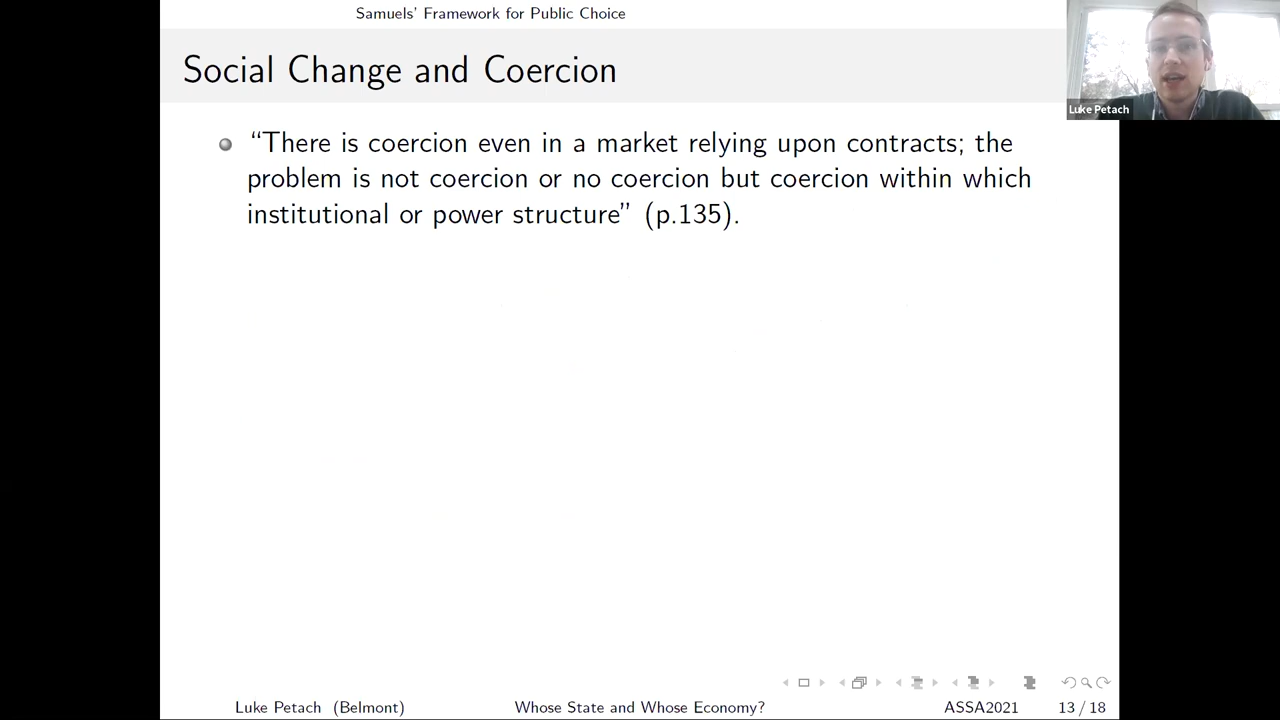 Samuels' Framework for Public Choice
Social Change and Coercion
Luke Petach
“There is coercion even in a market relying upon contracts; the
problem is not coercion or no coercion but coercion within which
institutional or power structure” (p.135).
Luke Petach (Belmont)
Whose State and Whose Economy?
ASSA2021
13 / 18